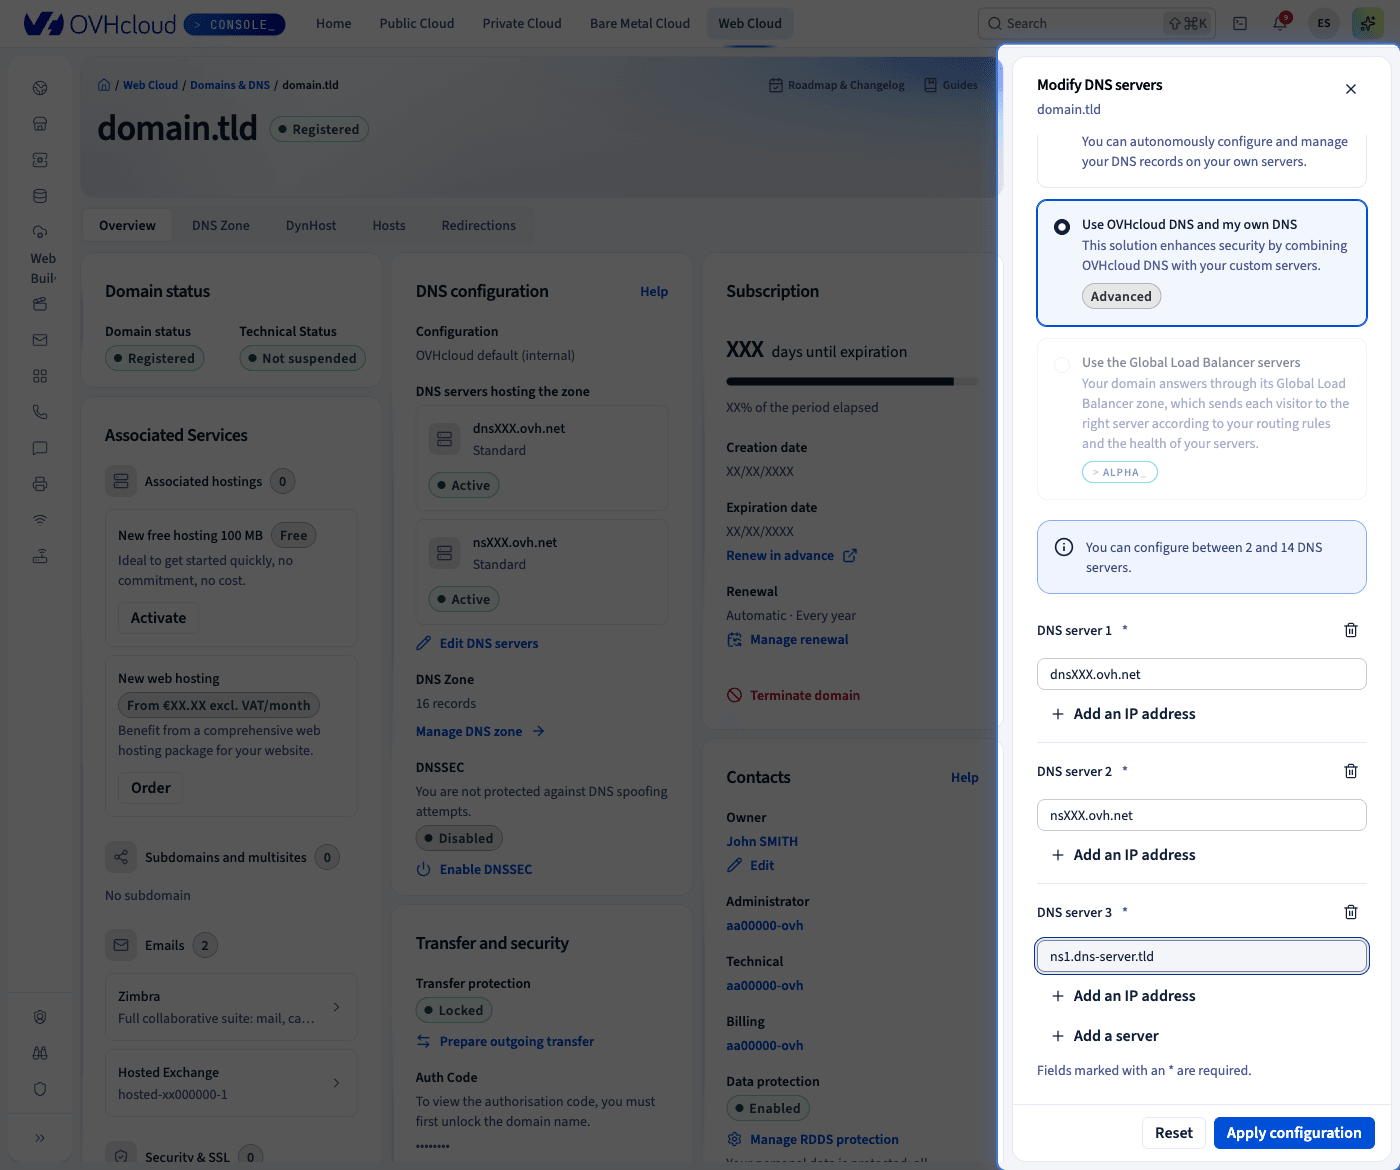 OVHcloud > CONSOLE_
Home
Public Cloud
Private Cloud
Bare Metal Cloud
Web Cloud
Search ⇧⌘K
9
ES
/ Web Cloud / Domains & DNS / domain.tld
Roadmap & Changelog
Guides
domain.tld
Registered
Overview
DNS Zone
DynHost
Hosts
Redirections
Web
Buil
Domain status
Domain status
Registered
Technical Status
Not suspended
Associated Services
Associated hostings 0
New free hosting 100 MB Free
Ideal to get started quickly, no
commitment, no cost.
Activate
New web hosting
From €XX.XX excl. VAT/month
Benefit from a comprehensive web
hosting package for your website.
Order
Subdomains and multisites 0
No subdomain
Emails 2
Zimbra
Full collaborative suite: mail, ca…
Hosted Exchange
hosted-xx000000-1
Security & SSL 0
DNS configuration Help
Configuration
OVHcloud default (internal)
DNS servers hosting the zone
dnsXXX.ovh.net
Standard
Active
nsXXX.ovh.net
Standard
Active
Edit DNS servers
DNS Zone
16 records
Manage DNS zone
DNSSEC
You are not protected against DNS spoofing
attempts.
Disabled
Enable DNSSEC
Transfer and security
Transfer protection
Locked
Prepare outgoing transfer
Auth Code
To view the authorisation code, you must
first unlock the domain name.
••••••••
Subscription
XXX days until expiration
XX% of the period elapsed
Creation date
XX/XX/XXXX
Expiration date
XX/XX/XXXX
Renew in advance
Renewal
Automatic · Every year
Manage renewal
Terminate domain
Contacts Help
Owner
John SMITH
Edit
Administrator
aa00000-ovh
Technical
aa00000-ovh
Billing
aa00000-ovh
Data protection
Enabled
Manage RDDS protection
Your personal data is protected: all
Modify DNS servers
domain.tld
You can autonomously configure and manage
your DNS records on your own servers.
Use OVHcloud DNS and my own DNS
This solution enhances security by combining
OVHcloud DNS with your custom servers.
Advanced
Use the Global Load Balancer servers
Your domain answers through its Global Load
Balancer zone, which sends each visitor to the
right server according to your routing rules
and the health of your servers.
> ALPHA_
You can configure between 2 and 14 DNS
servers.
DNS server 1 *
dnsXXX.ovh.net
+ Add an IP address
DNS server 2 *
nsXXX.ovh.net
+ Add an IP address
DNS server 3 *
ns1.dns-server.tld
+ Add an IP address
+ Add a server
Fields marked with an * are required.
Reset
Apply configuration